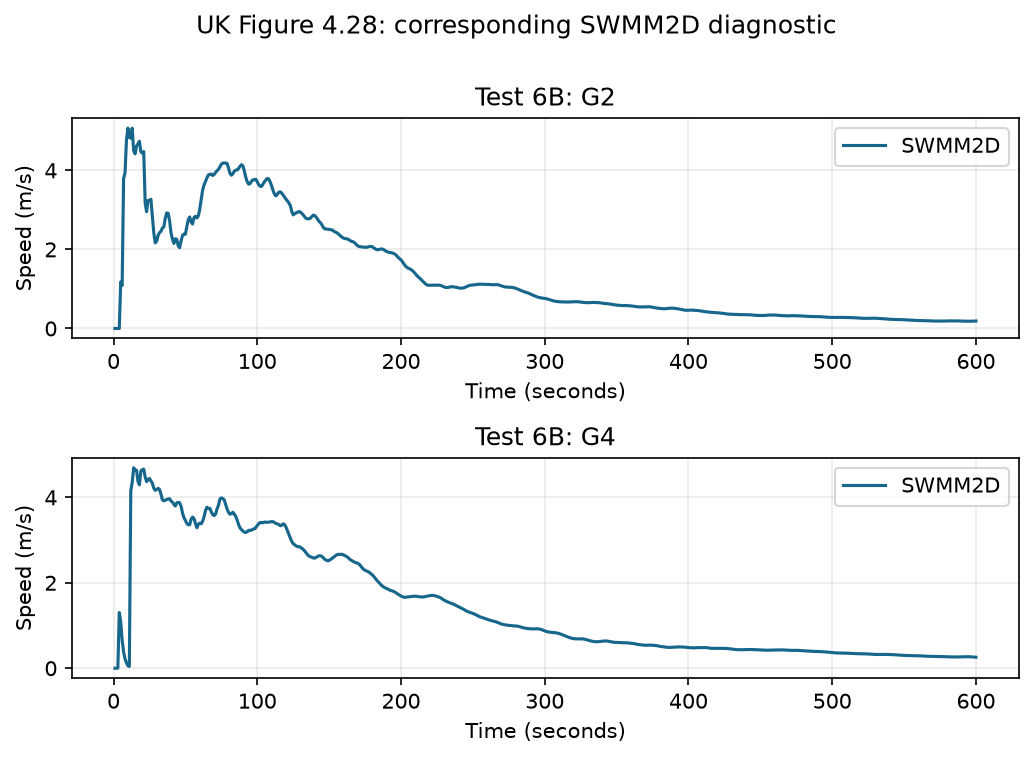 UK Figure 4.28: corresponding SWMM2D diagnostic
Test 6B: G2
SWMM2D
Speed (m/s)
4
2
0
0 100 200 300 400 500 600
Time (seconds)
Test 6B: G4
SWMM2D
Speed (m/s)
4
2
0
0 100 200 300 400 500 600
Time (seconds)